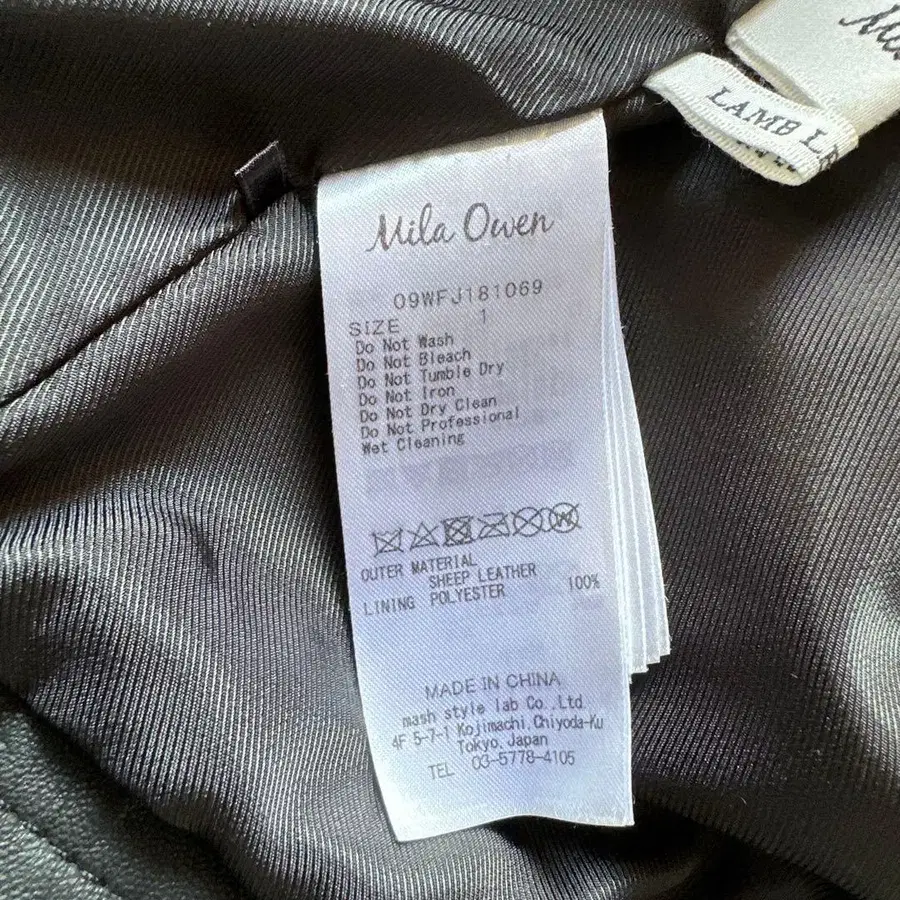 LAMB
Mila Owen
09WFJ181069
SIZE 1
Do Not Wash
Do Not Bleach
Do Not Tumble Dry
Do Not Iron
Do Not Dry Clean
Do Not Professional
Wet Cleaning
W
OUTER MATERIAL
SHEEP LEATHER
LINING POLYESTER 100%
MADE IN CHINA
mash style lab Co.,Ltd.
4F 5-7-1 Kojimachi,Chiyoda-Ku
Tokyo,Japan
TEL 03-5778-4105